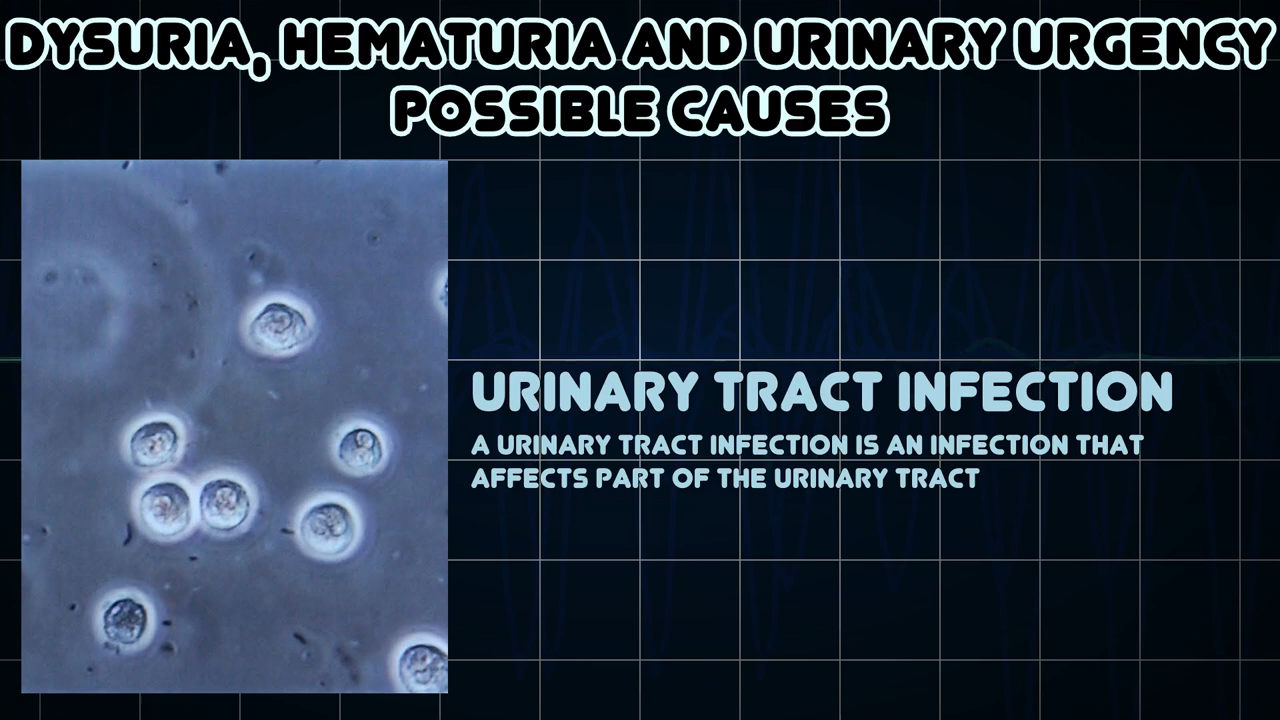 DYSURIA, HEMATURIA AND URINARY URGENCY
POSSIBLE CAUSES
URINARY TRACT INFECTION
A URINARY TRACT INFECTION IS AN INFECTION THAT
AFFECTS PART OF THE URINARY TRACT